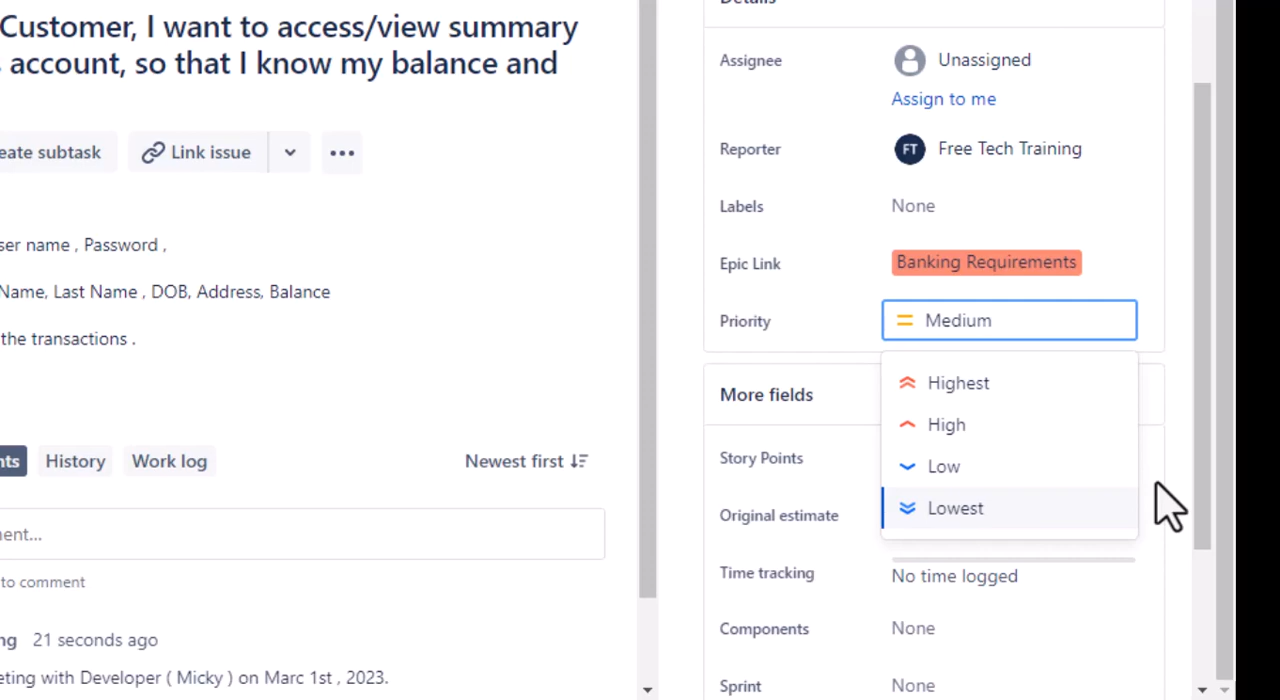 Customer, I want to access/view summary
account, so that I know my balance and
eate subtask
Link issue
ser name , Password ,
Name, Last Name , DOB, Address, Balance
the transactions .
nts
History
Work log
Newest first
ent...
to comment
ng 21 seconds ago
eting with Developer ( Micky ) on Marc 1st , 2023.
Details
Assignee
Unassigned
Assign to me
Reporter
FT
Free Tech Training
Labels
None
Epic Link
Banking Requirements
Priority
Medium
Highest
High
Low
Lowest
More fields
Story Points
Original estimate
Time tracking
No time logged
Components
None
Sprint
None